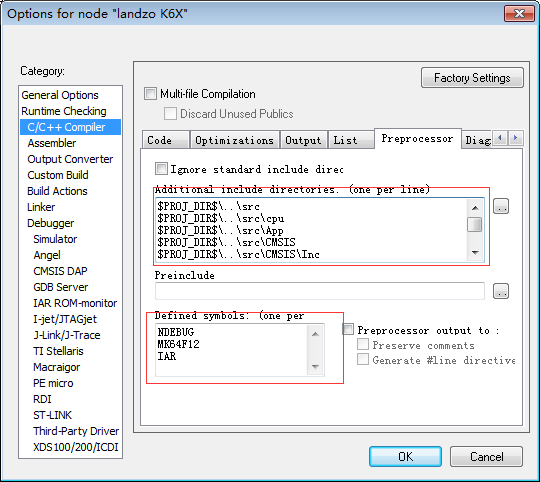 Options for node "landzo K6X"
Category:
Factory Settings
General Options
Runtime Checking
C/C++ Compiler
Assembler
Output Converter
Custom Build
Build Actions
Linker
Debugger
Simulator
Angel
CMSIS DAP
GDB Server
IAR ROM-monitor
I-jet/JTAGjet
J-Link/J-Trace
TI Stellaris
Macraigor
PE micro
RDI
ST-LINK
Third-Party Driver
XDS100/200/ICDI
Multi-file Compilation
Discard Unused Publics
Code Optimizations Output List Preprocessor Diag
Ignore standard include direc
Additional include directories: (one per line)
$PROJ_DIR$\..\src
$PROJ_DIR$\..\src\cpu
$PROJ_DIR$\..\src\App
$PROJ_DIR$\..\src\CMSIS
$PROJ_DIR$\..\src\CMSIS\Inc
...
Preinclude
...
Defined symbols: (one per
NDEBUG
MK64F12
IAR
Preprocessor output to :
Preserve comments
Generate #line directive
OK Cancel